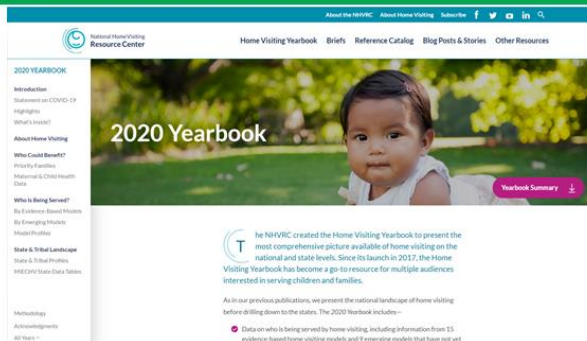 About the NHVRC About Home Visiting Subscribe
National Home Visiting
Resource Center
Home Visiting Yearbook Briefs Reference Catalog Blog Posts & Stories Other Resources
2020 YEARBOOK
Introduction
Statement on COVID-19
Highlights
What's Inside?
About Home Visiting
Who Could Benefit?
Priority Families
Maternal & Child Health
Data
Who Is Being Served?
By Evidence-Based Models
By Emerging Models
Model Profiles
State & Tribal Landscape
State & Tribal Profiles
MIECHV State Data Tables
Methodology
Acknowledgments
All Years
2020 Yearbook
Yearbook Summary
The NHVRC created the Home Visiting Yearbook to present the
most comprehensive picture available of home visiting on the
national and state levels. Since its launch in 2017, the Home
Visiting Yearbook has become a go-to resource for multiple audiences
interested in serving children and families.
As in our previous publications, we present the national landscape of home visiting
before drilling down to the states. The 2020 Yearbook includes—
Data on who is being served by home visiting, including information from 15
evidence-based home visiting models and 9 emerging models that have not yet